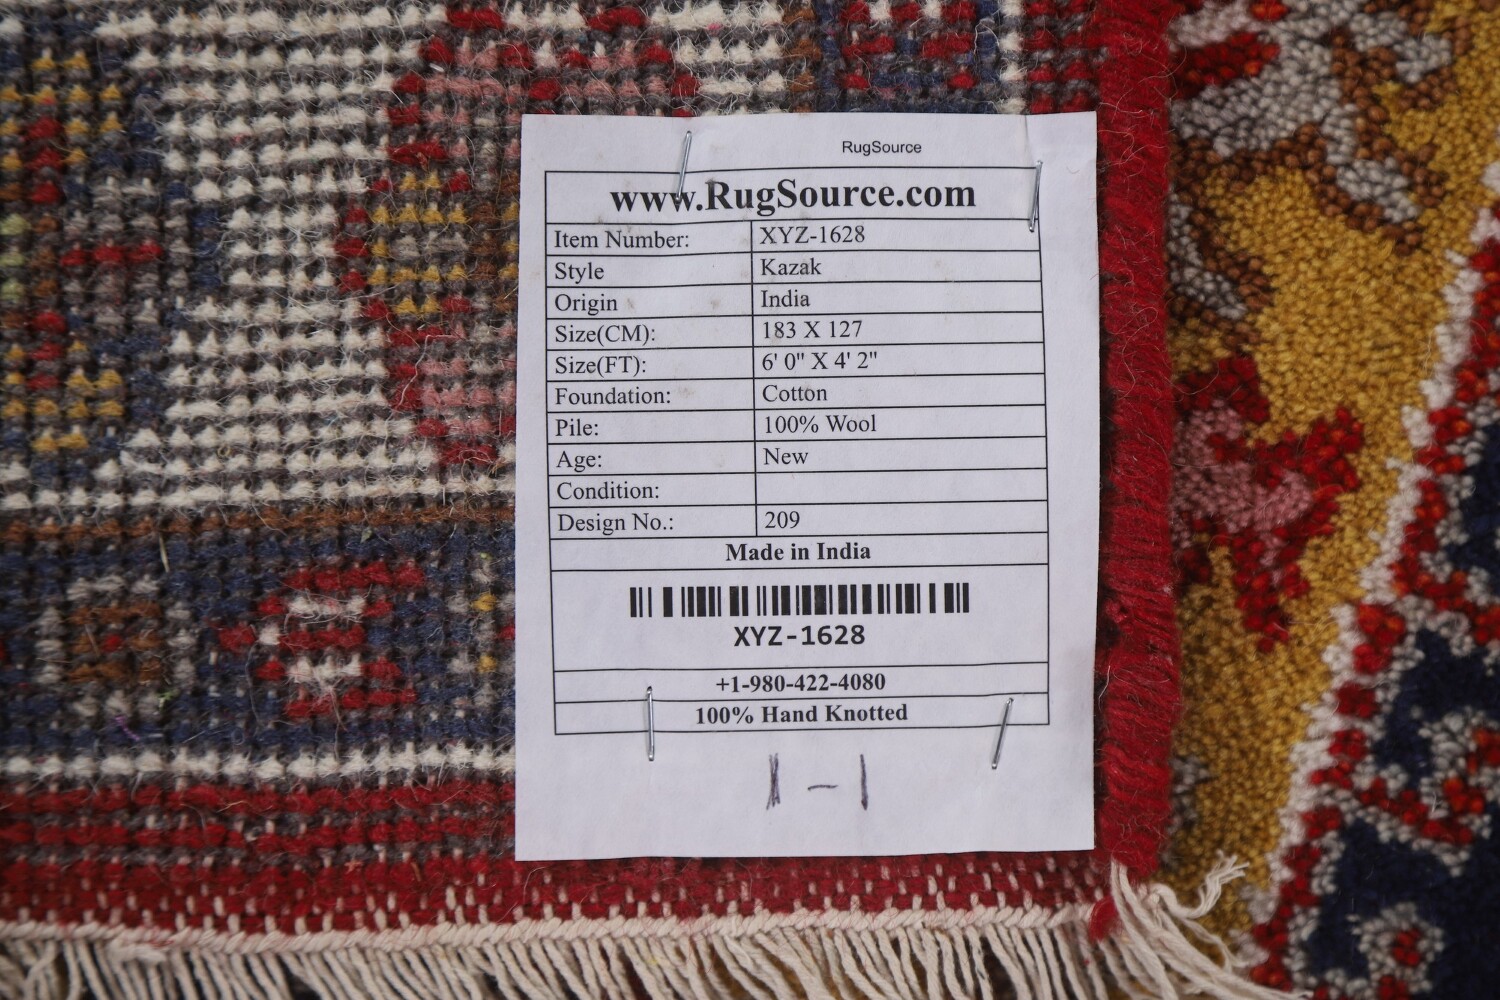 RugSource
www.RugSource.com
Item Number: XYZ-1628
Style Kazak
Origin India
Size(CM): 183 X 127
Size(FT): 6' 0" X 4' 2"
Foundation: Cotton
Pile: 100% Wool
Age: New
Condition:
Design No.: 209
Made in India
XYZ-1628
+1-980-422-4080
100% Hand Knotted
1 - 1